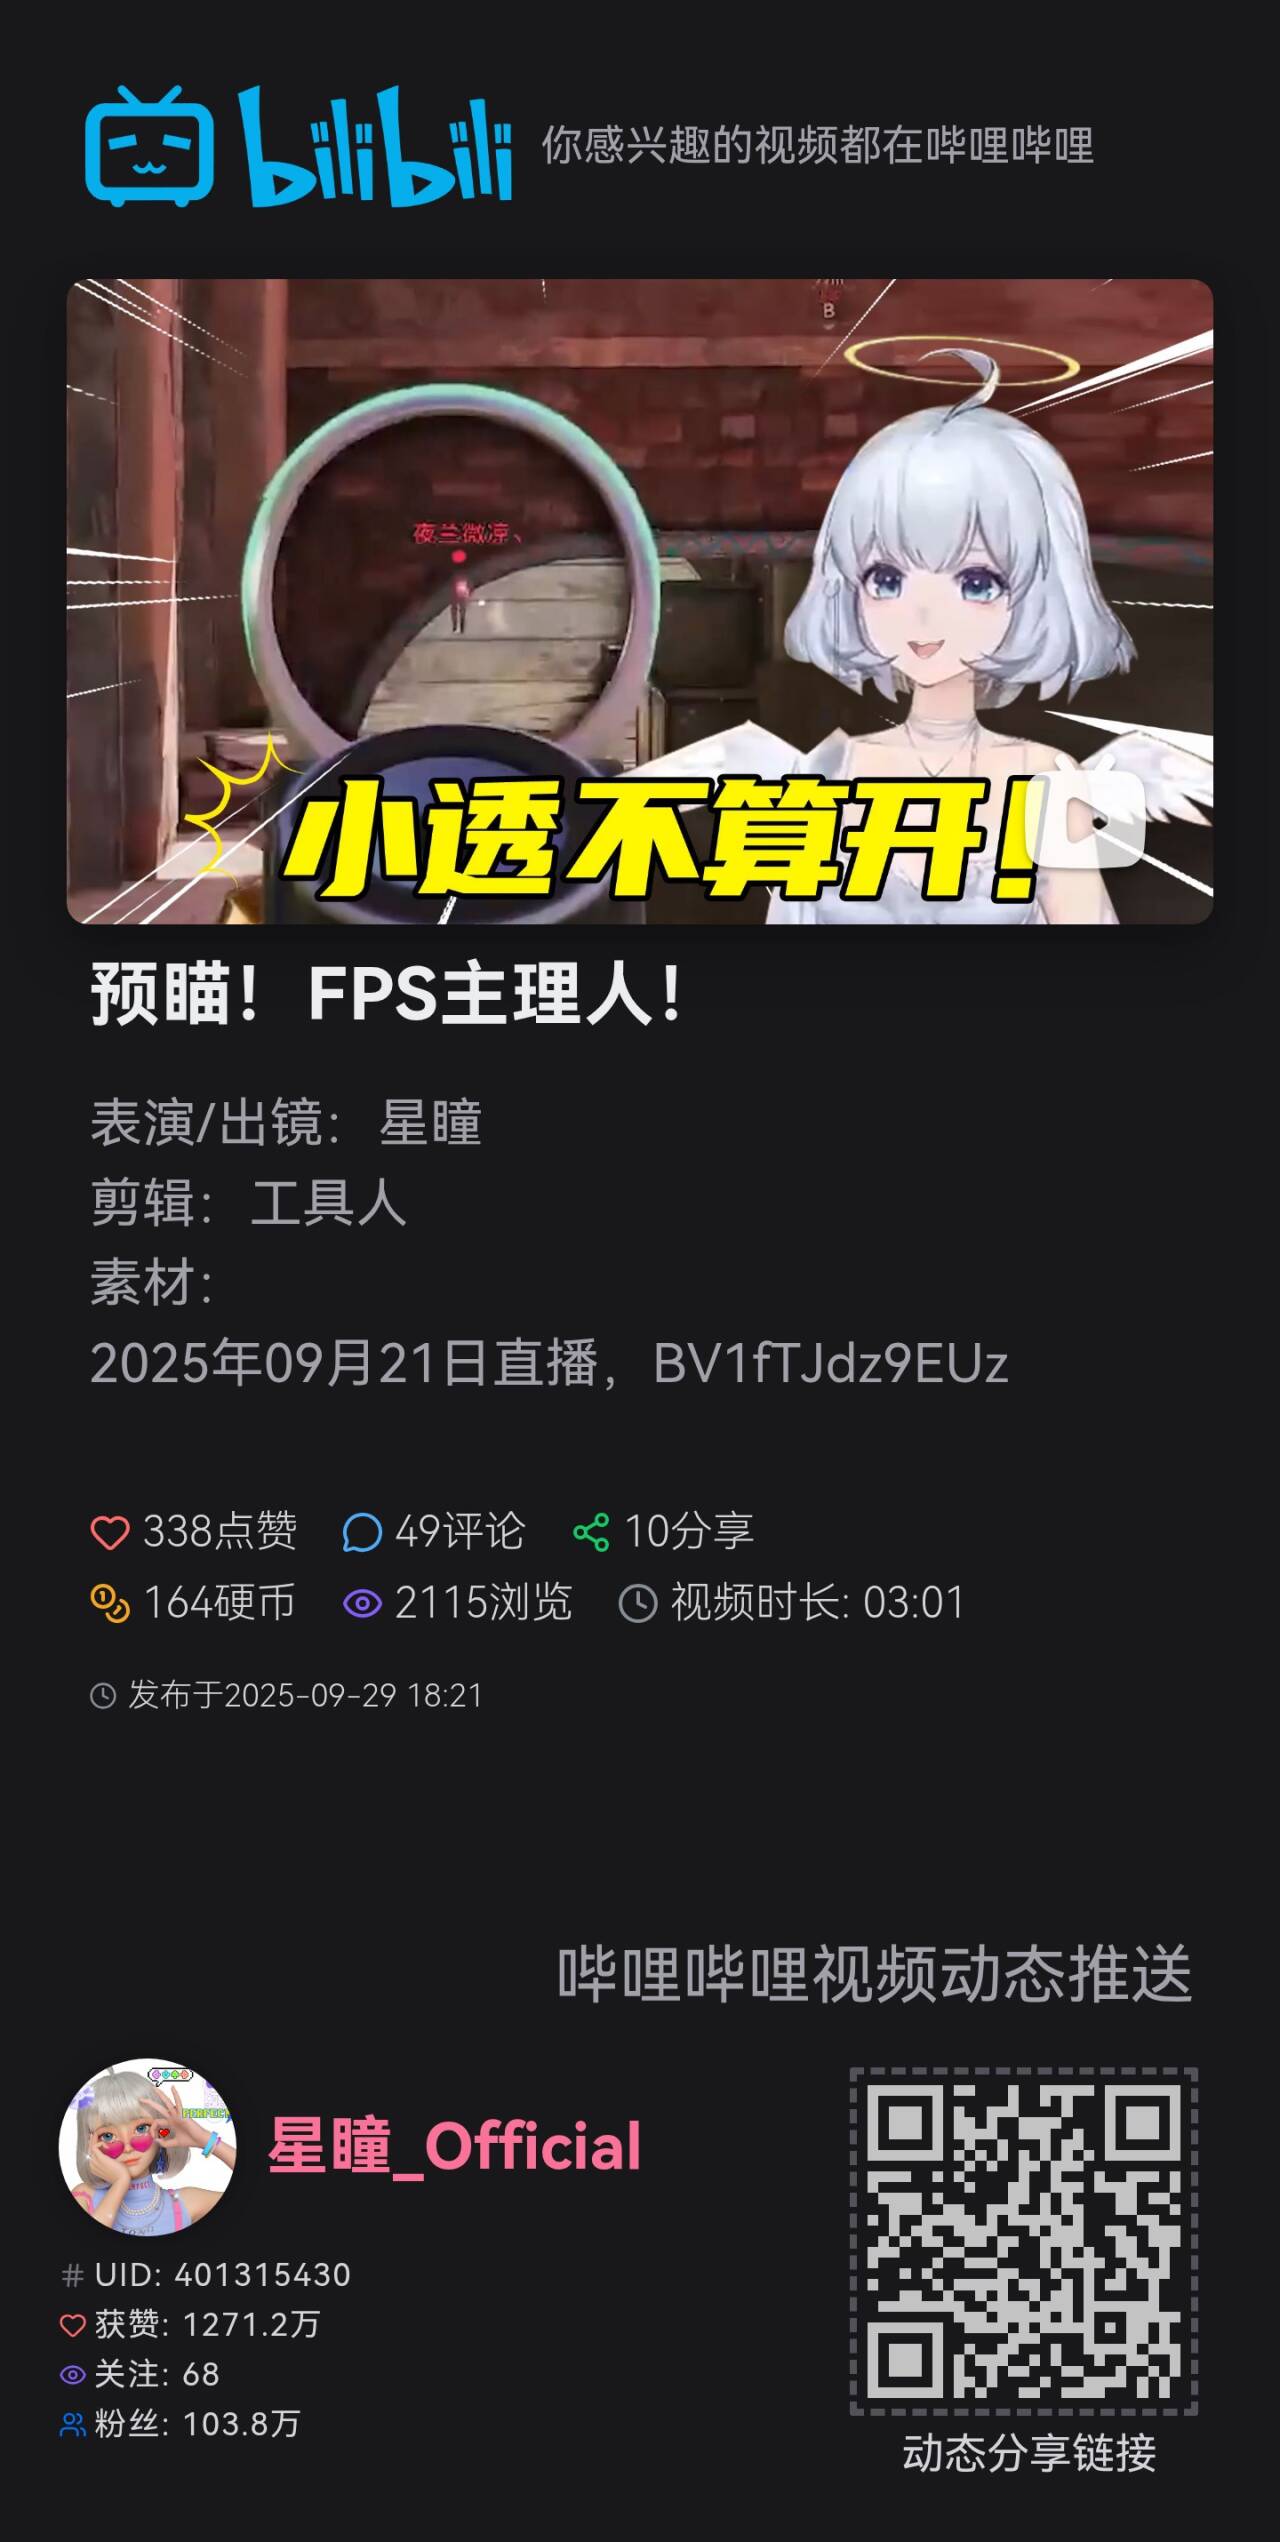 bilibili 你感兴趣的视频都在哔哩哔哩
B
夜兰微凉、
小透不算开!
预瞄！FPS主理人！
表演/出镜：星瞳
剪辑：工具人
素材：
2025年09月21日直播，BV1fTJdz9EUz
338点赞 49评论 10分享
164硬币 2115浏览 视频时长: 03:01
发布于2025-09-29 18:21
哔哩哔哩视频动态推送
PERFECT
星瞳_Official
UID: 401315430
获赞: 1271.2万
关注: 68
粉丝: 103.8万
动态分享链接